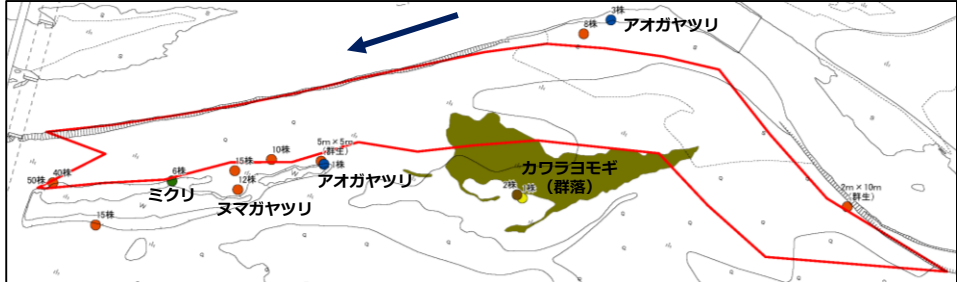 3株
8株
アオガヤツリ
5m×5m
(群生)
10株
1株
15株
アオガヤツリ
40株
50株
6株
ミクリ
12株
ヌマガヤツリ
15株
カワラヨモギ
（群落）
2株
1株
2m×10m
(群生)